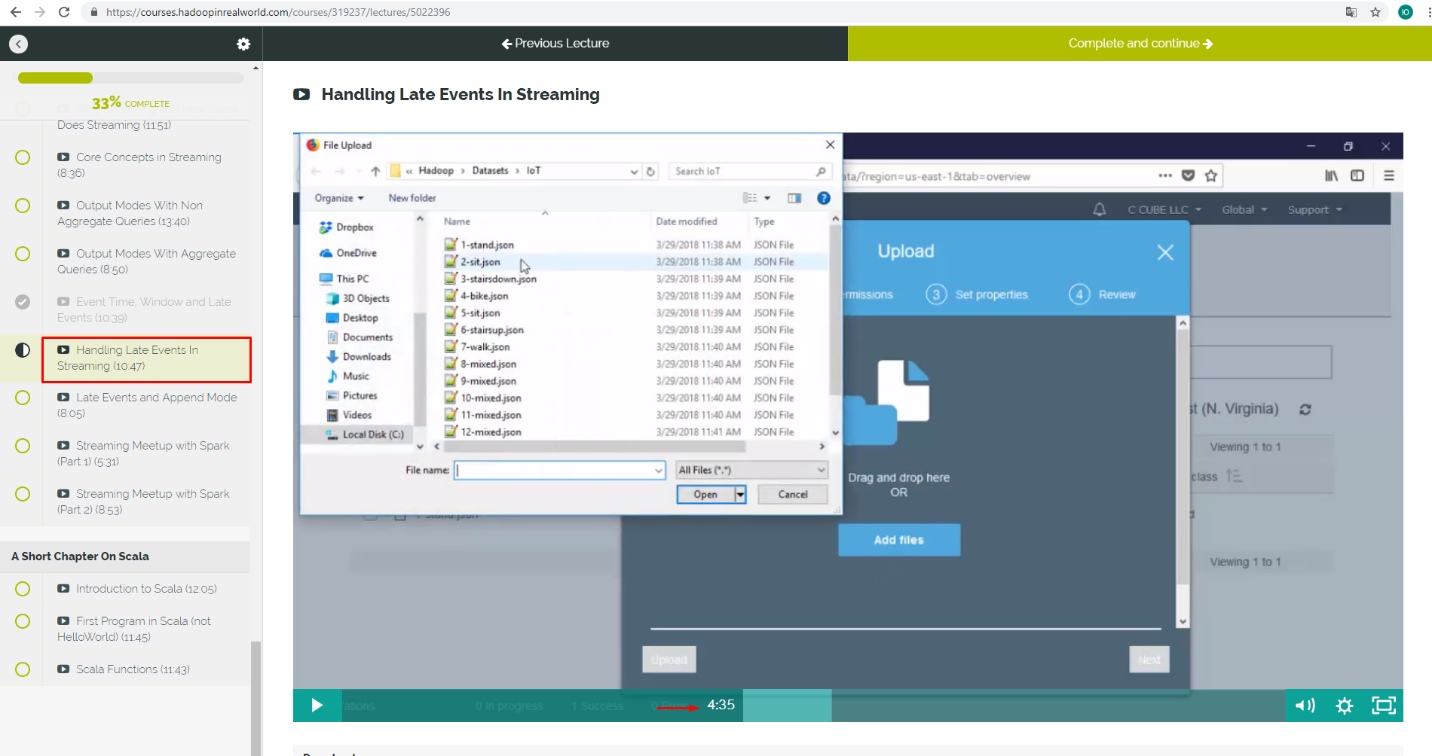 https://courses.hadoopinrealworld.com/courses/319237/lectures/5022396
Previous Lecture
Complete and continue
33% COMPLETE
Does Streaming (11:51)
Core Concepts in Streaming
(8:36)
Output Modes With Non
Aggregate Queries (13:40)
Output Modes With Aggregate
Queries (8:50)
Event Time, Window and Late
Events (10:39)
Handling Late Events In
Streaming (10:47)
Late Events and Append Mode
(8:05)
Streaming Meetup with Spark
(Part 1) (5:31)
Streaming Meetup with Spark
(Part 2) (8:53)
A Short Chapter On Scala
Introduction to Scala (12:05)
First Program in Scala (not
HelloWorld) (11:45)
Scala Functions (11:43)
Handling Late Events In Streaming
File Upload
« Hadoop > Datasets > IoT
Search IoT
Organize
New folder
Dropbox
OneDrive
This PC
3D Objects
Desktop
Documents
Downloads
Music
Pictures
Videos
Local Disk (C:)
Name Date modified Type
1-stand.json 3/29/2018 11:38 AM JSON File
2-sit.json 3/29/2018 11:38 AM JSON File
3-stairsdown.json 3/29/2018 11:39 AM JSON File
4-bike.json 3/29/2018 11:39 AM JSON File
5-sit.json 3/29/2018 11:39 AM JSON File
6-stairsup.json 3/29/2018 11:39 AM JSON File
7-walk.json 3/29/2018 11:40 AM JSON File
8-mixed.json 3/29/2018 11:40 AM JSON File
9-mixed.json 3/29/2018 11:40 AM JSON File
10-mixed.json 3/29/2018 11:40 AM JSON File
11-mixed.json 3/29/2018 11:40 AM JSON File
12-mixed.json 3/29/2018 11:41 AM JSON File
File name:
All Files (*.*)
Open
Cancel
ata/?region=us-east-1&tab=overview
C CUBE LLC Global Support
Upload
rmissions 3 Set properties 4 Review
st (N. Virginia)
Viewing 1 to 1
class
Drag and drop here
OR
Add files
Viewing 1 to 1
Upload
Next
ations 0 In progress 1 Success
4:35